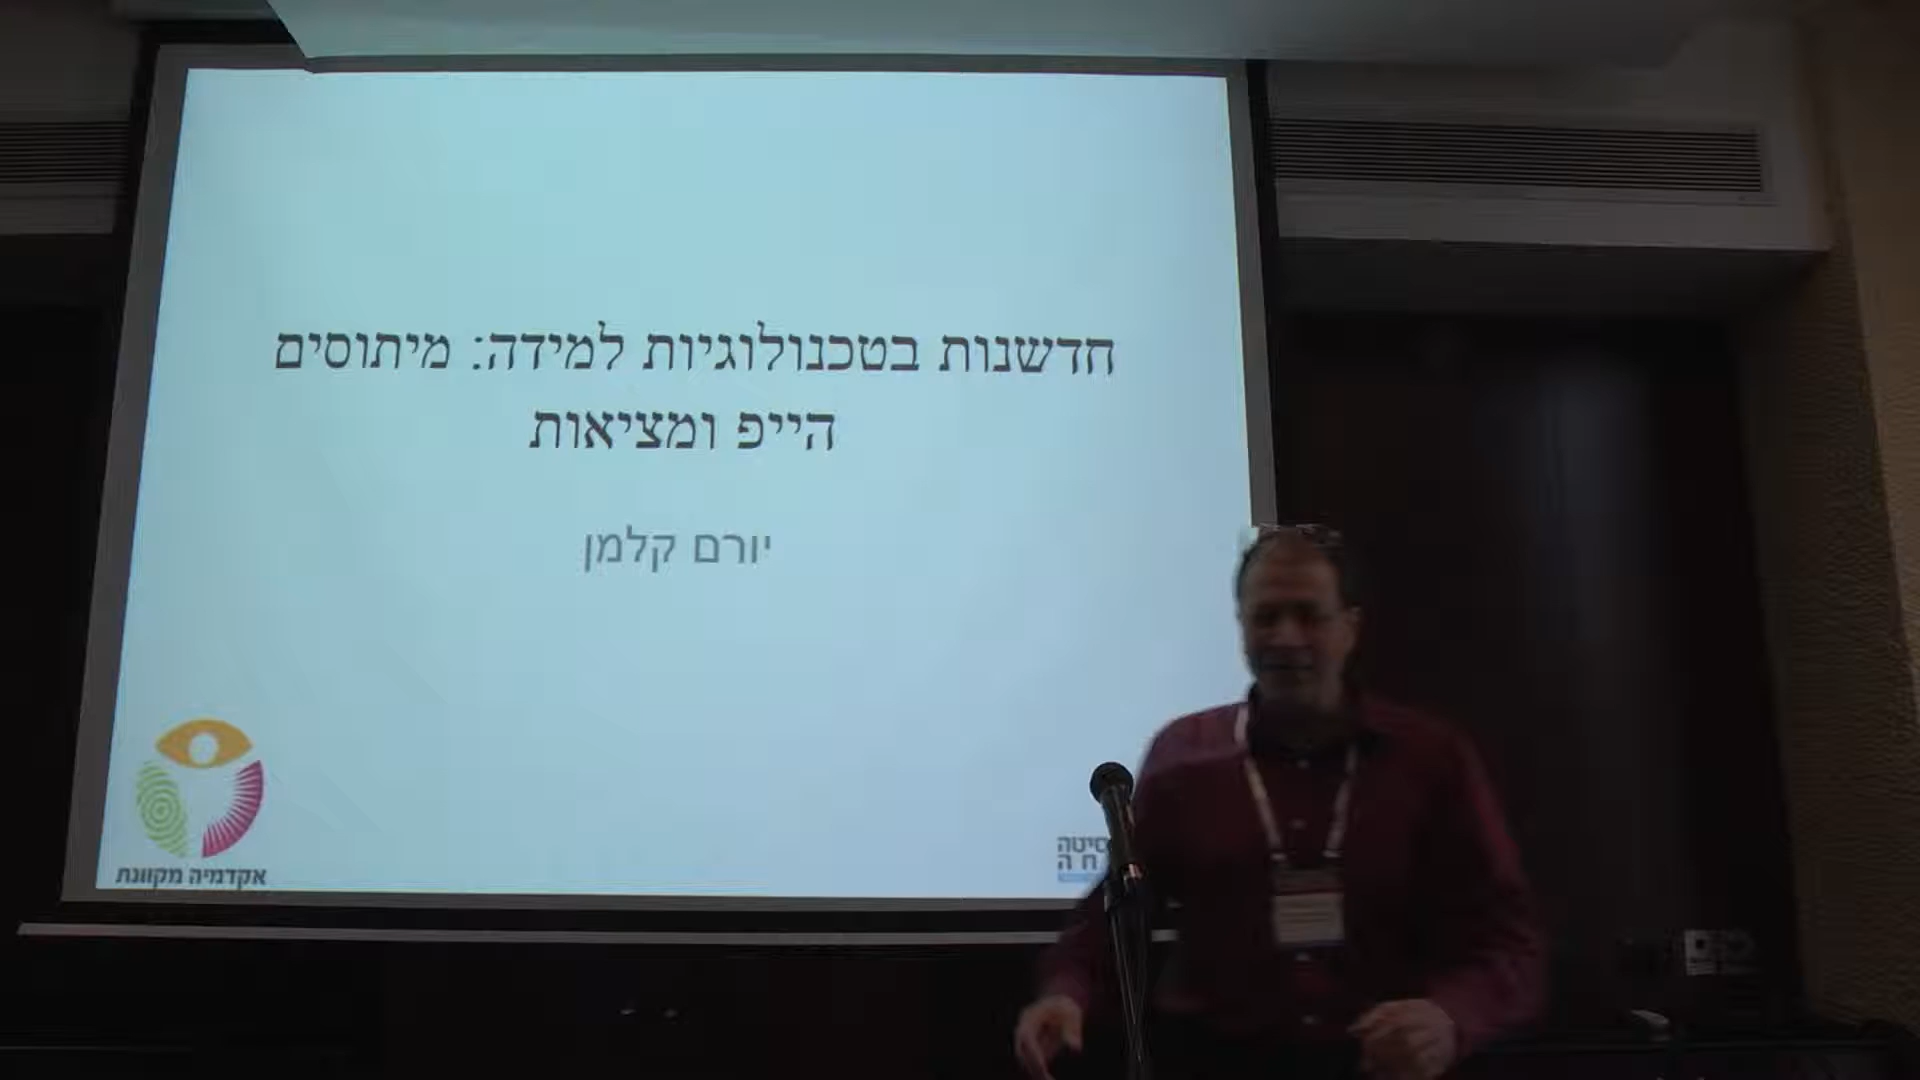 חדשנות בטכנולוגיות למידה: מיתוסים
הייפ ומציאות
יורם קלמן
אקדמיה מקוונת